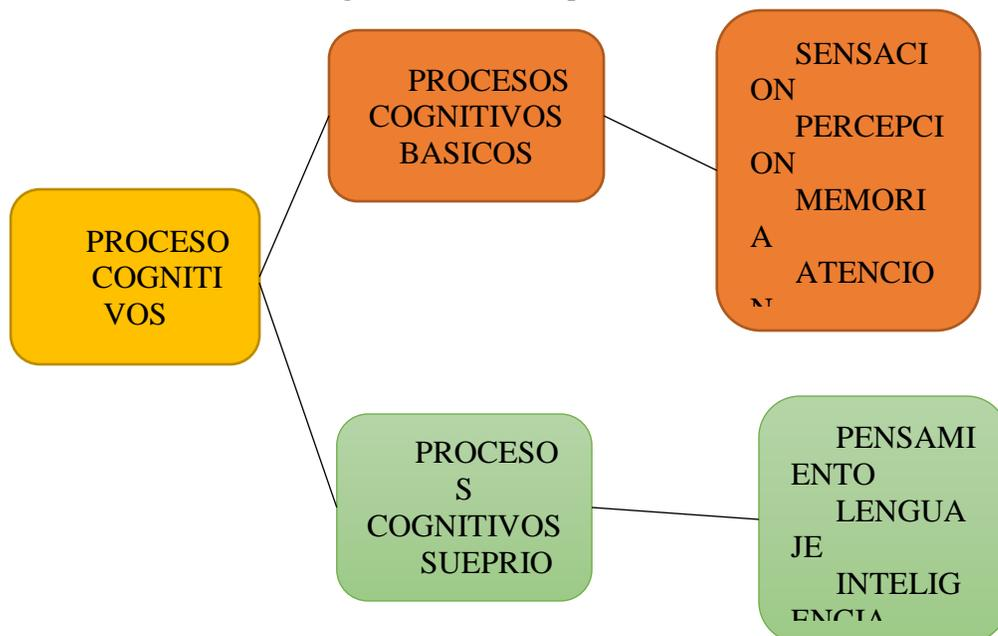 PROCESOS
COGNITIVOS
BASICOS
SENSACI
ON
PERCEPCI
ON
MEMORI
A
ATENCIO
N
PROCESO
COGNITI
VOS
PROCESO
S
COGNITIVOS
SUEPRIO
PENSAMI
ENTO
LENGUA
JE
INTELIG
ENCIA